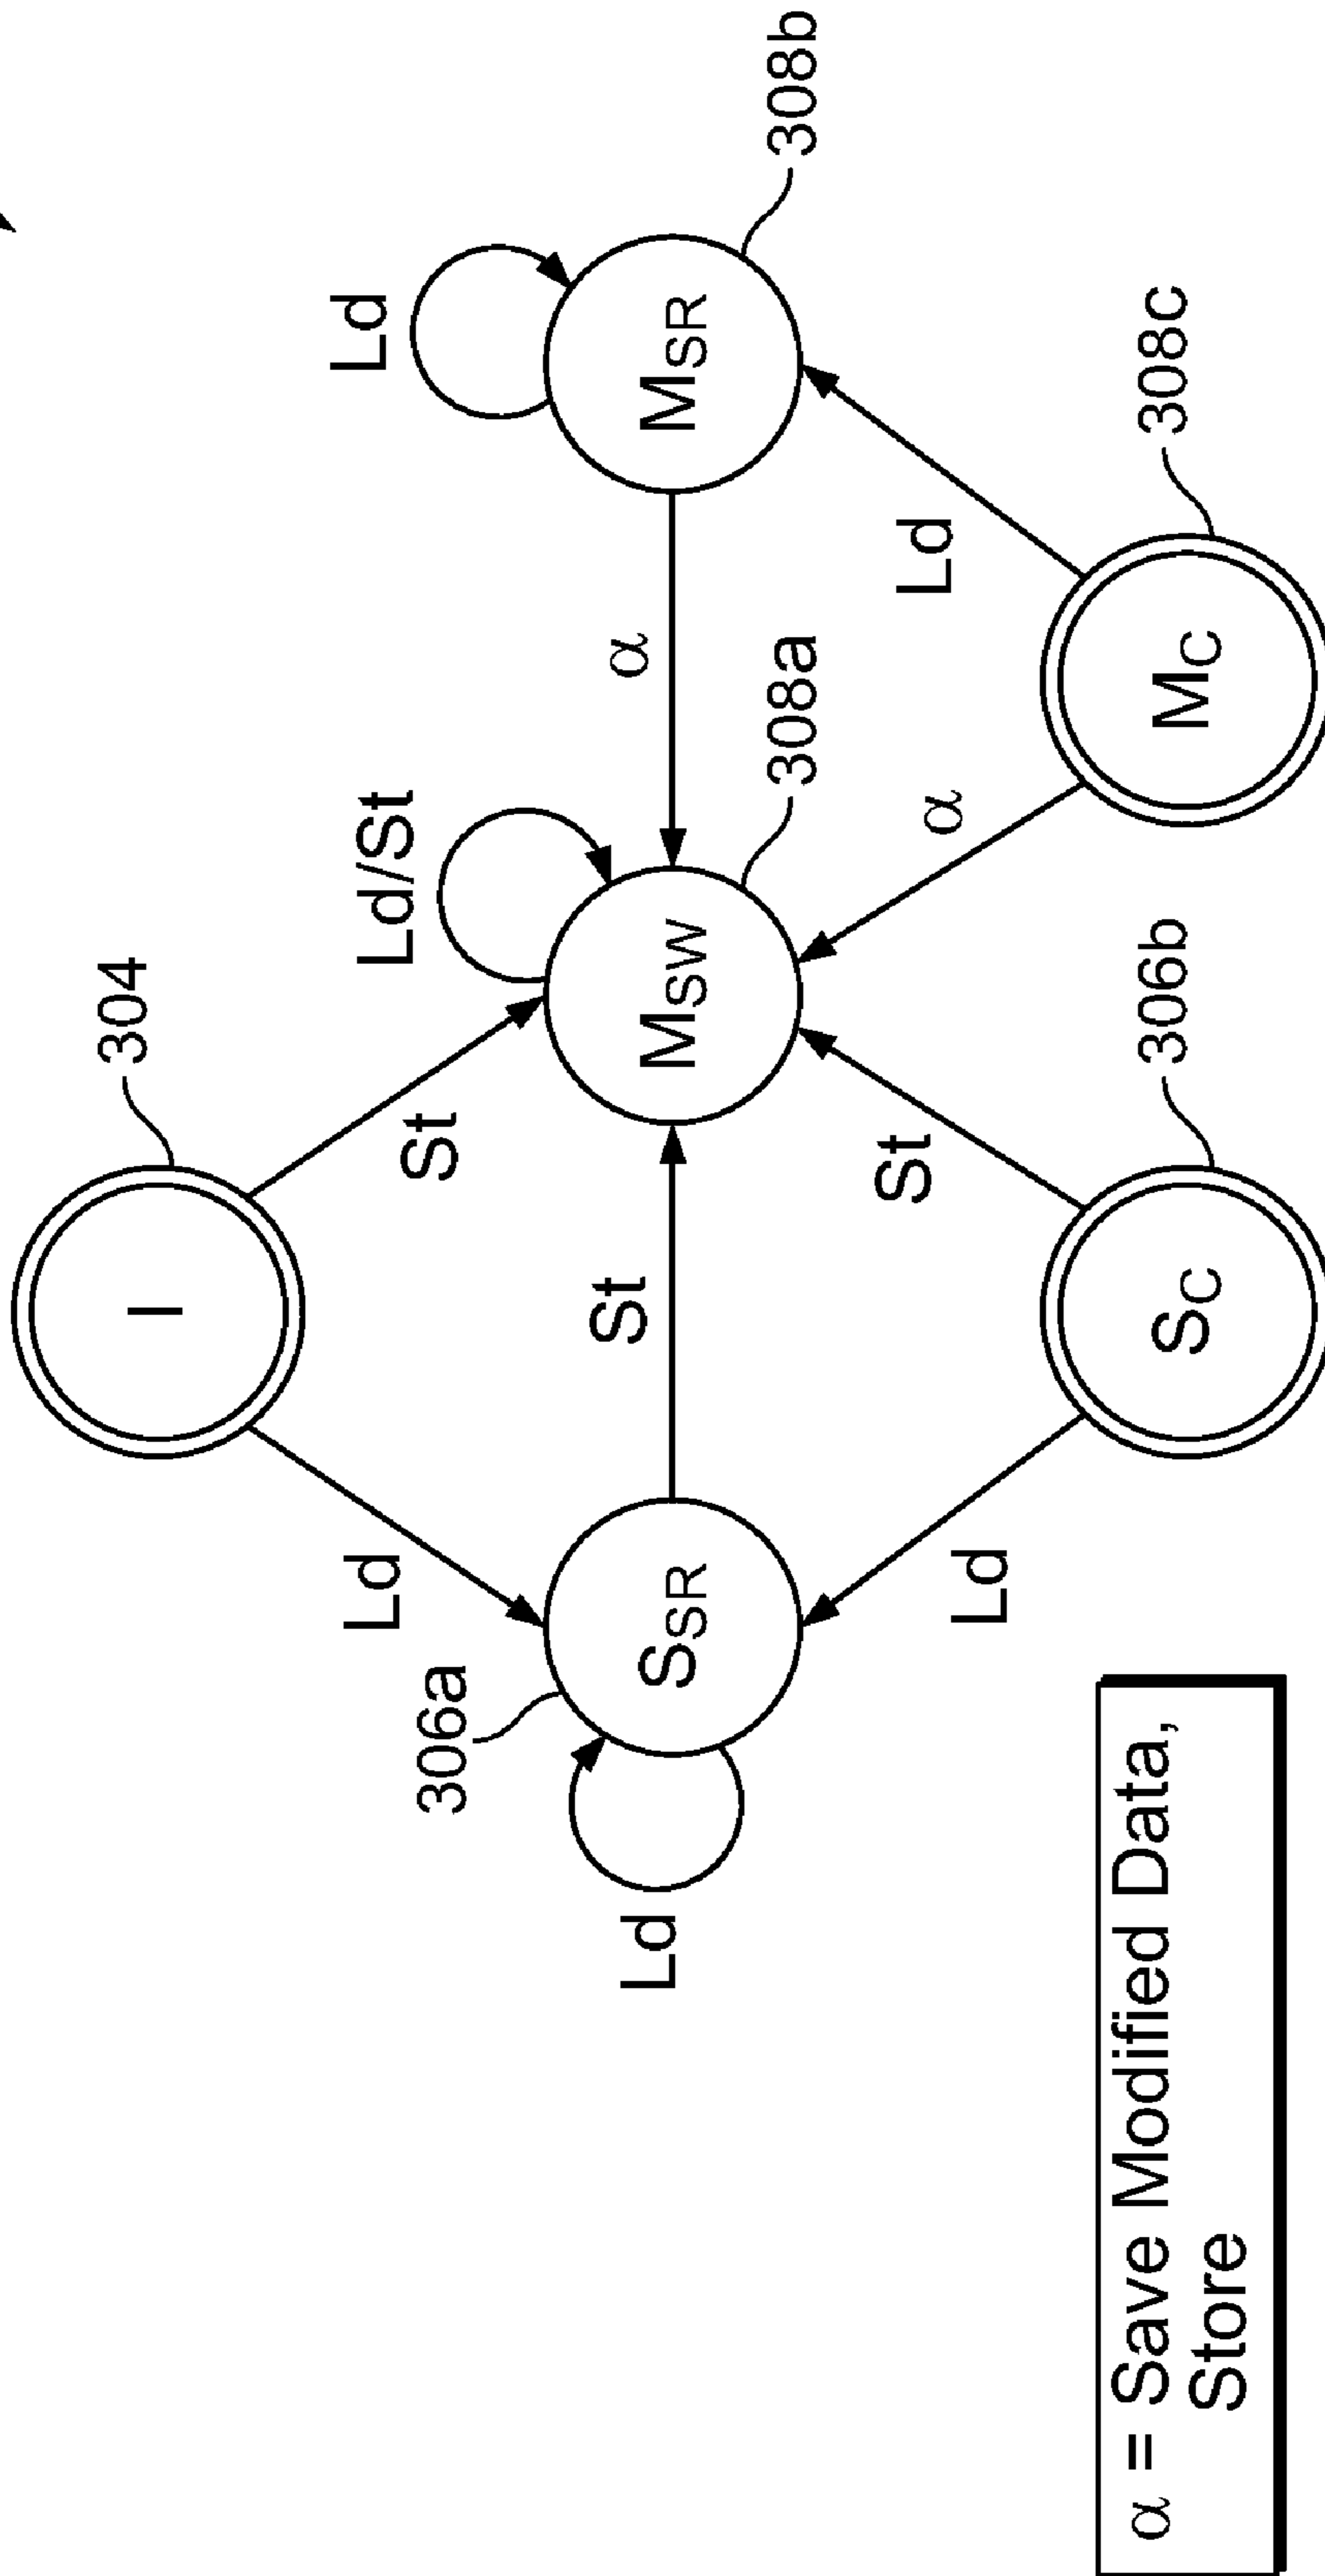 304
I
Ld
Ld/St
Ld
St
306a
St
α
Ld
SSR
MSW
MSR
308a
308b
Ld
St
α
Ld
306b
308c
SC
MC
α = Save Modified Data,
Store